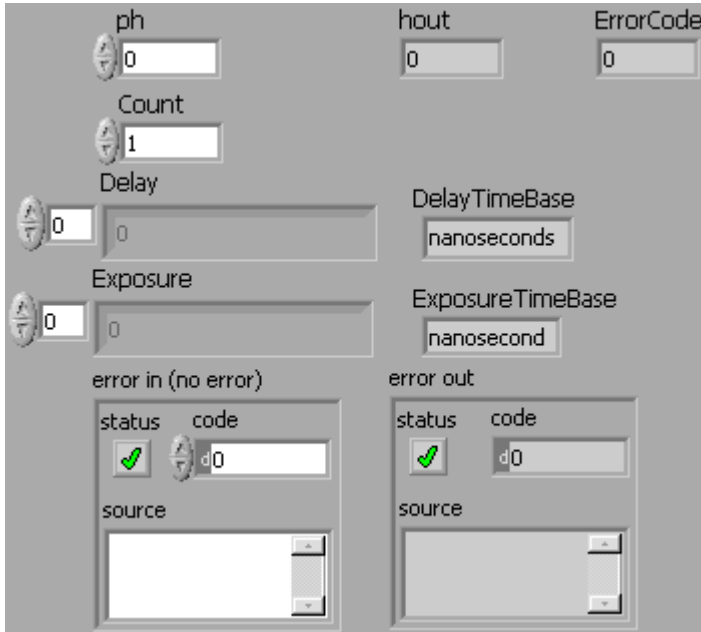 ph hout ErrorCode
0 0 0
Count
1
Delay
DelayTimeBase
0 0 nanoseconds
Exposure
ExposureTimeBase
0 0 nanosecond
error in (no error) error out
status code status code
d0 d0
source source